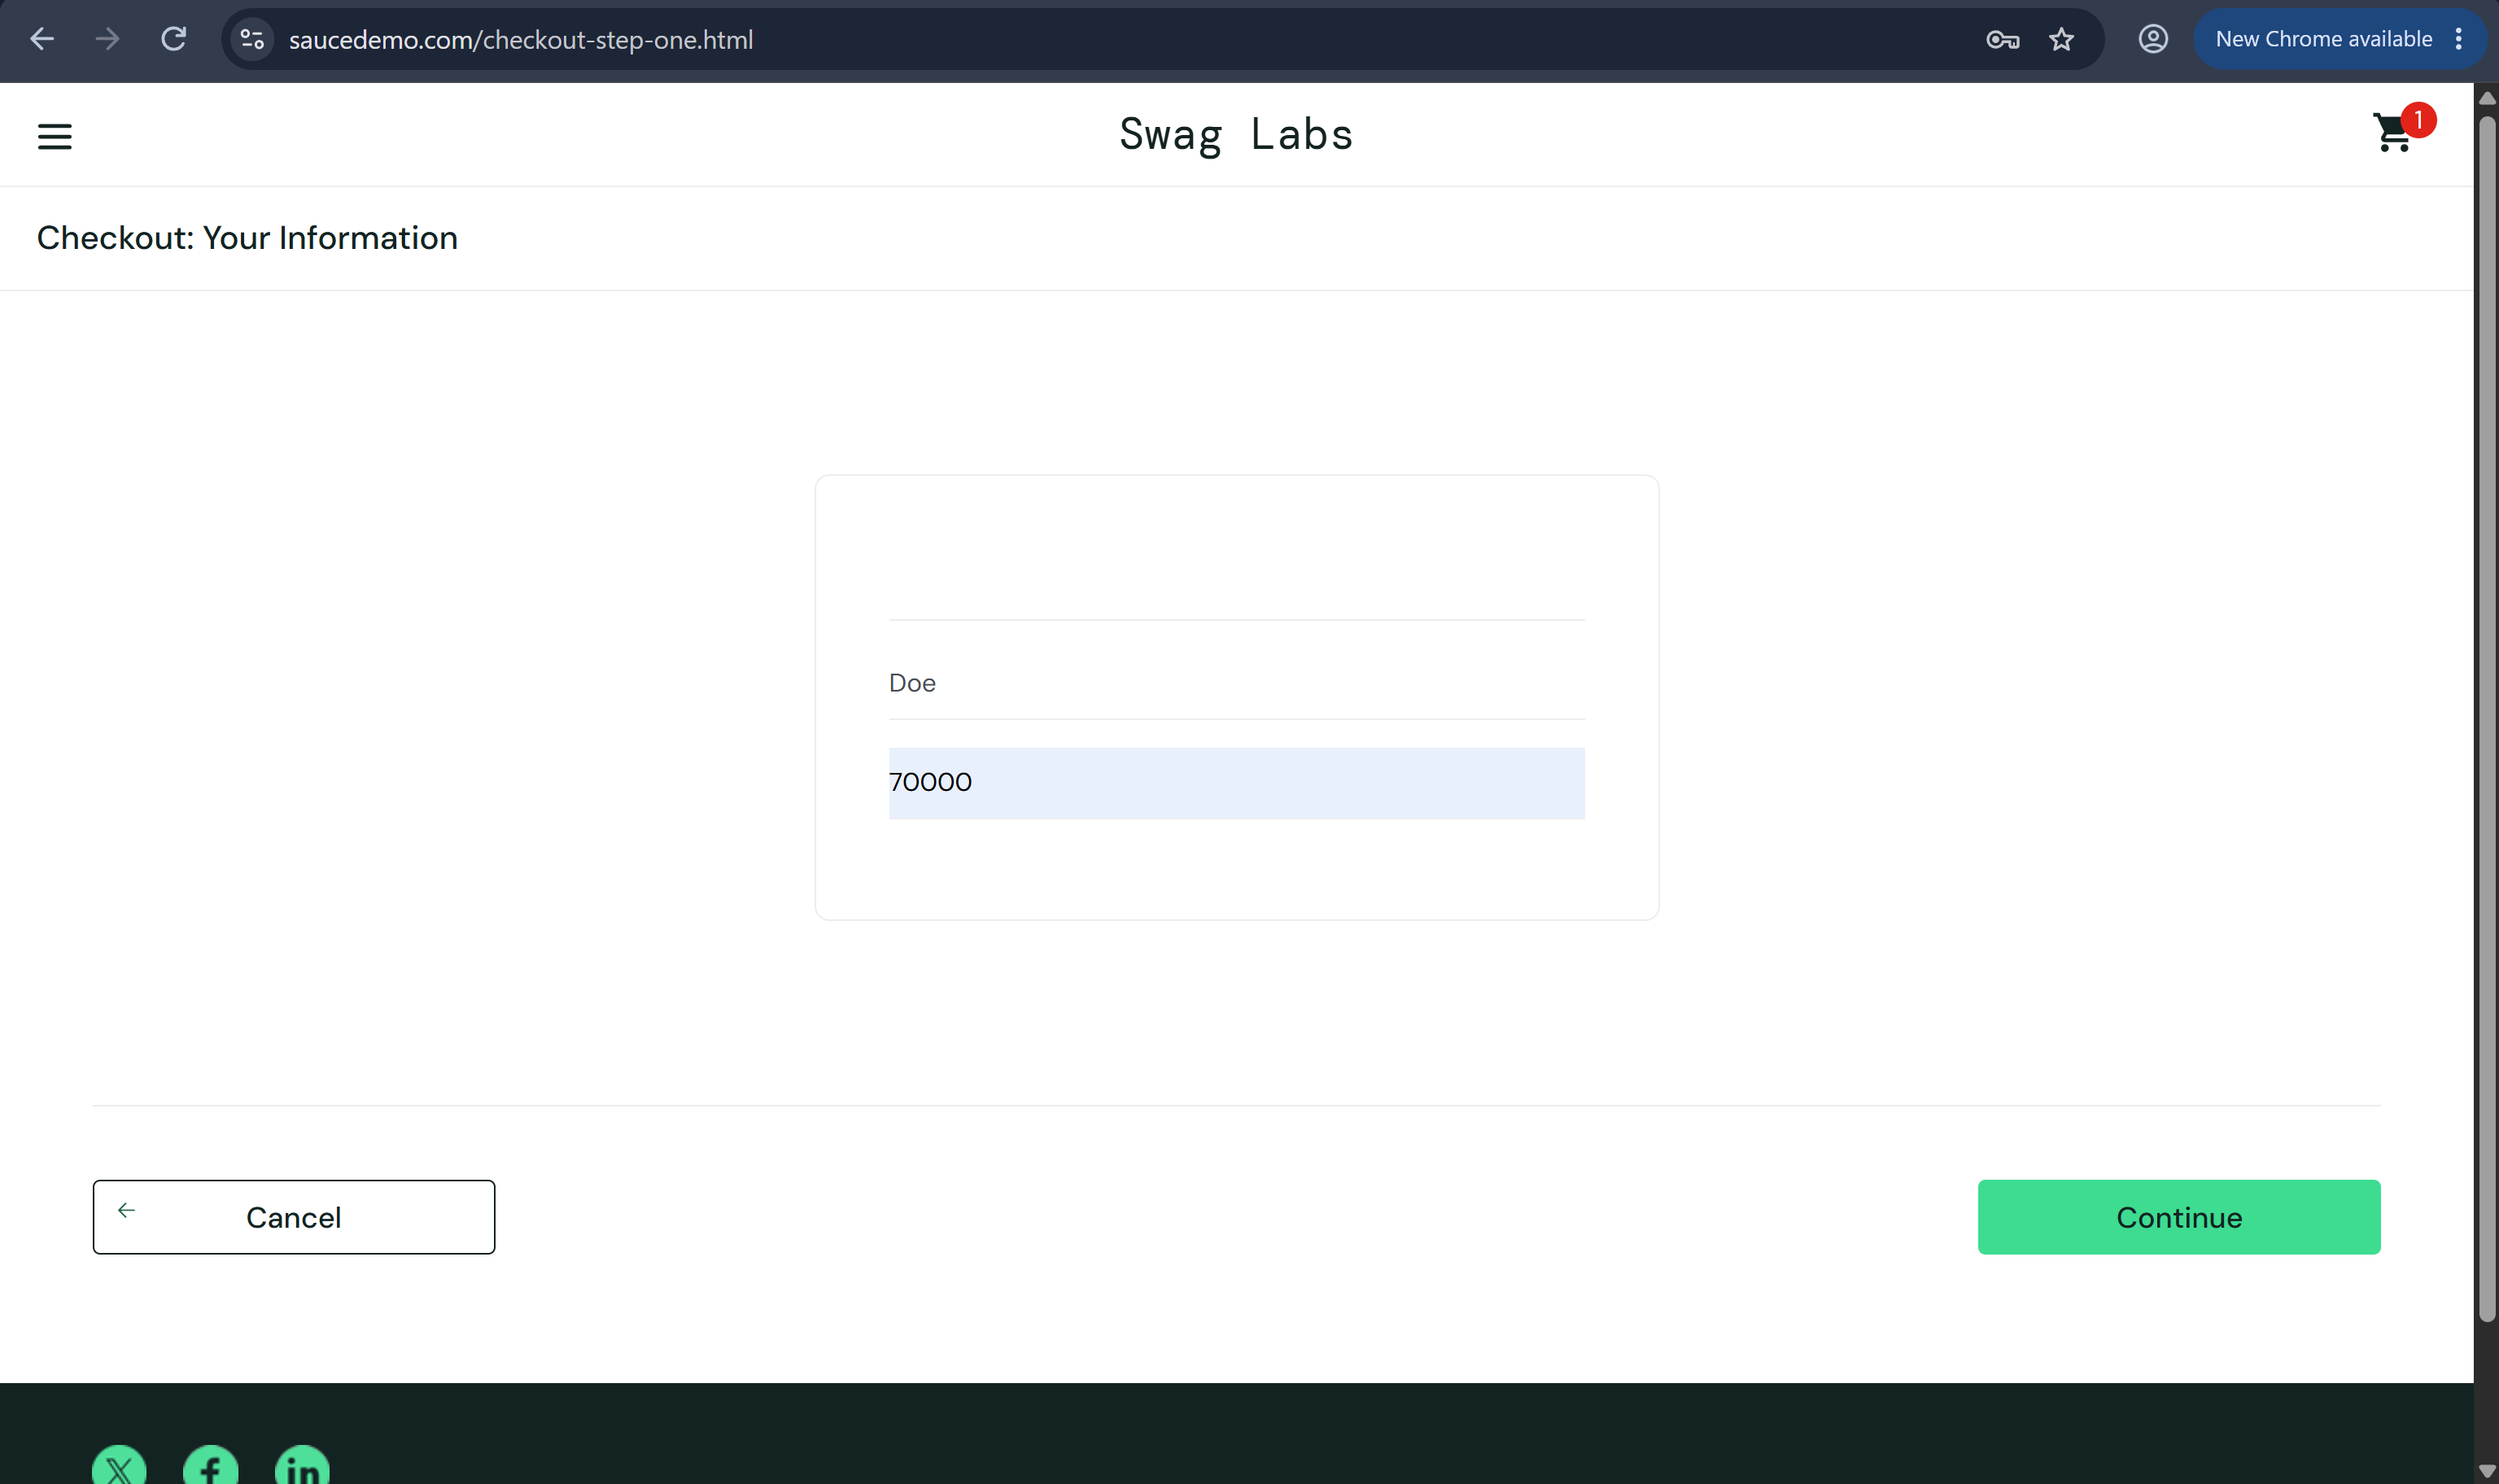 saucedemo.com/checkout-step-one.html
New Chrome available
Swag Labs
1
Checkout: Your Information
Doe
70000
Cancel
Continue